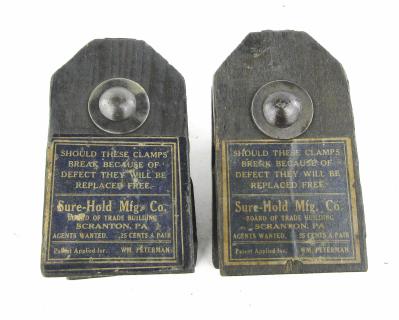 SHOULD THESE CLAMPS
BREAK BECAUSE OF
DEFECT THEY WILL BE
REPLACED FREE.
Sure-Hold Mfg. Co.
BOARD OF TRADE BUILDING
SCRANTON, PA
AGENTS WANTED. 25 CENTS A PAIR
Patent Applied for. WM. PETERMAN.
SHOULD THESE CLAMPS
BREAK BECAUSE OF
DEFECT THEY WILL BE
REPLACED FREE.
Sure-Hold Mfg. Co.
BOARD OF TRADE BUILDING
SCRANTON, PA
AGENTS WANTED. 25 CENTS A PAIR
Patent Applied for. WM. PETERMAN.